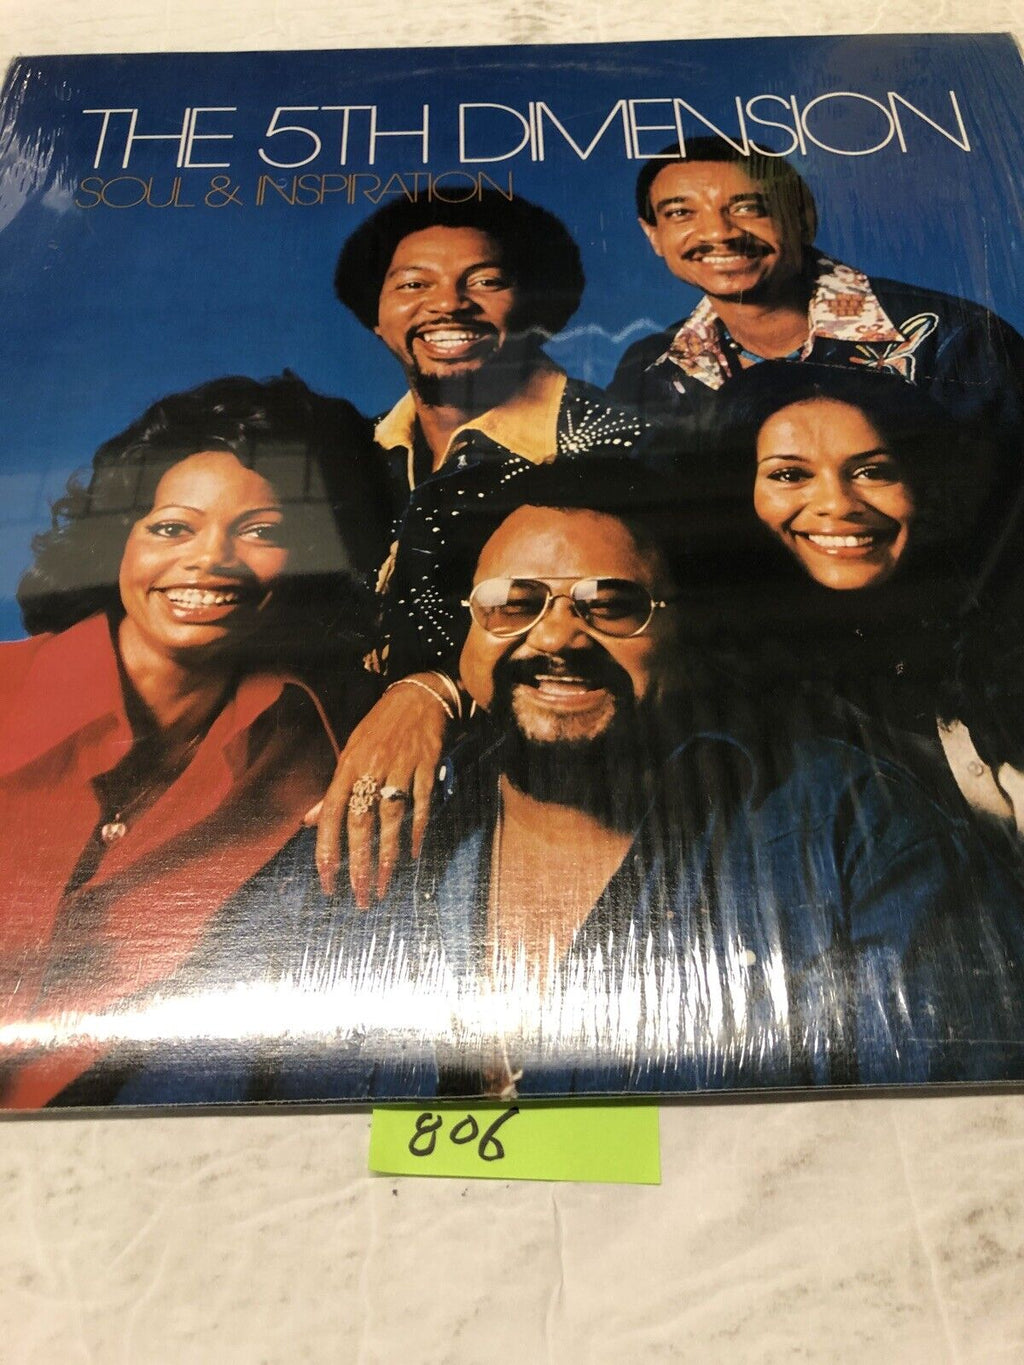 THE 5TH DIMENSION
SOUL & INSPIRATION
806